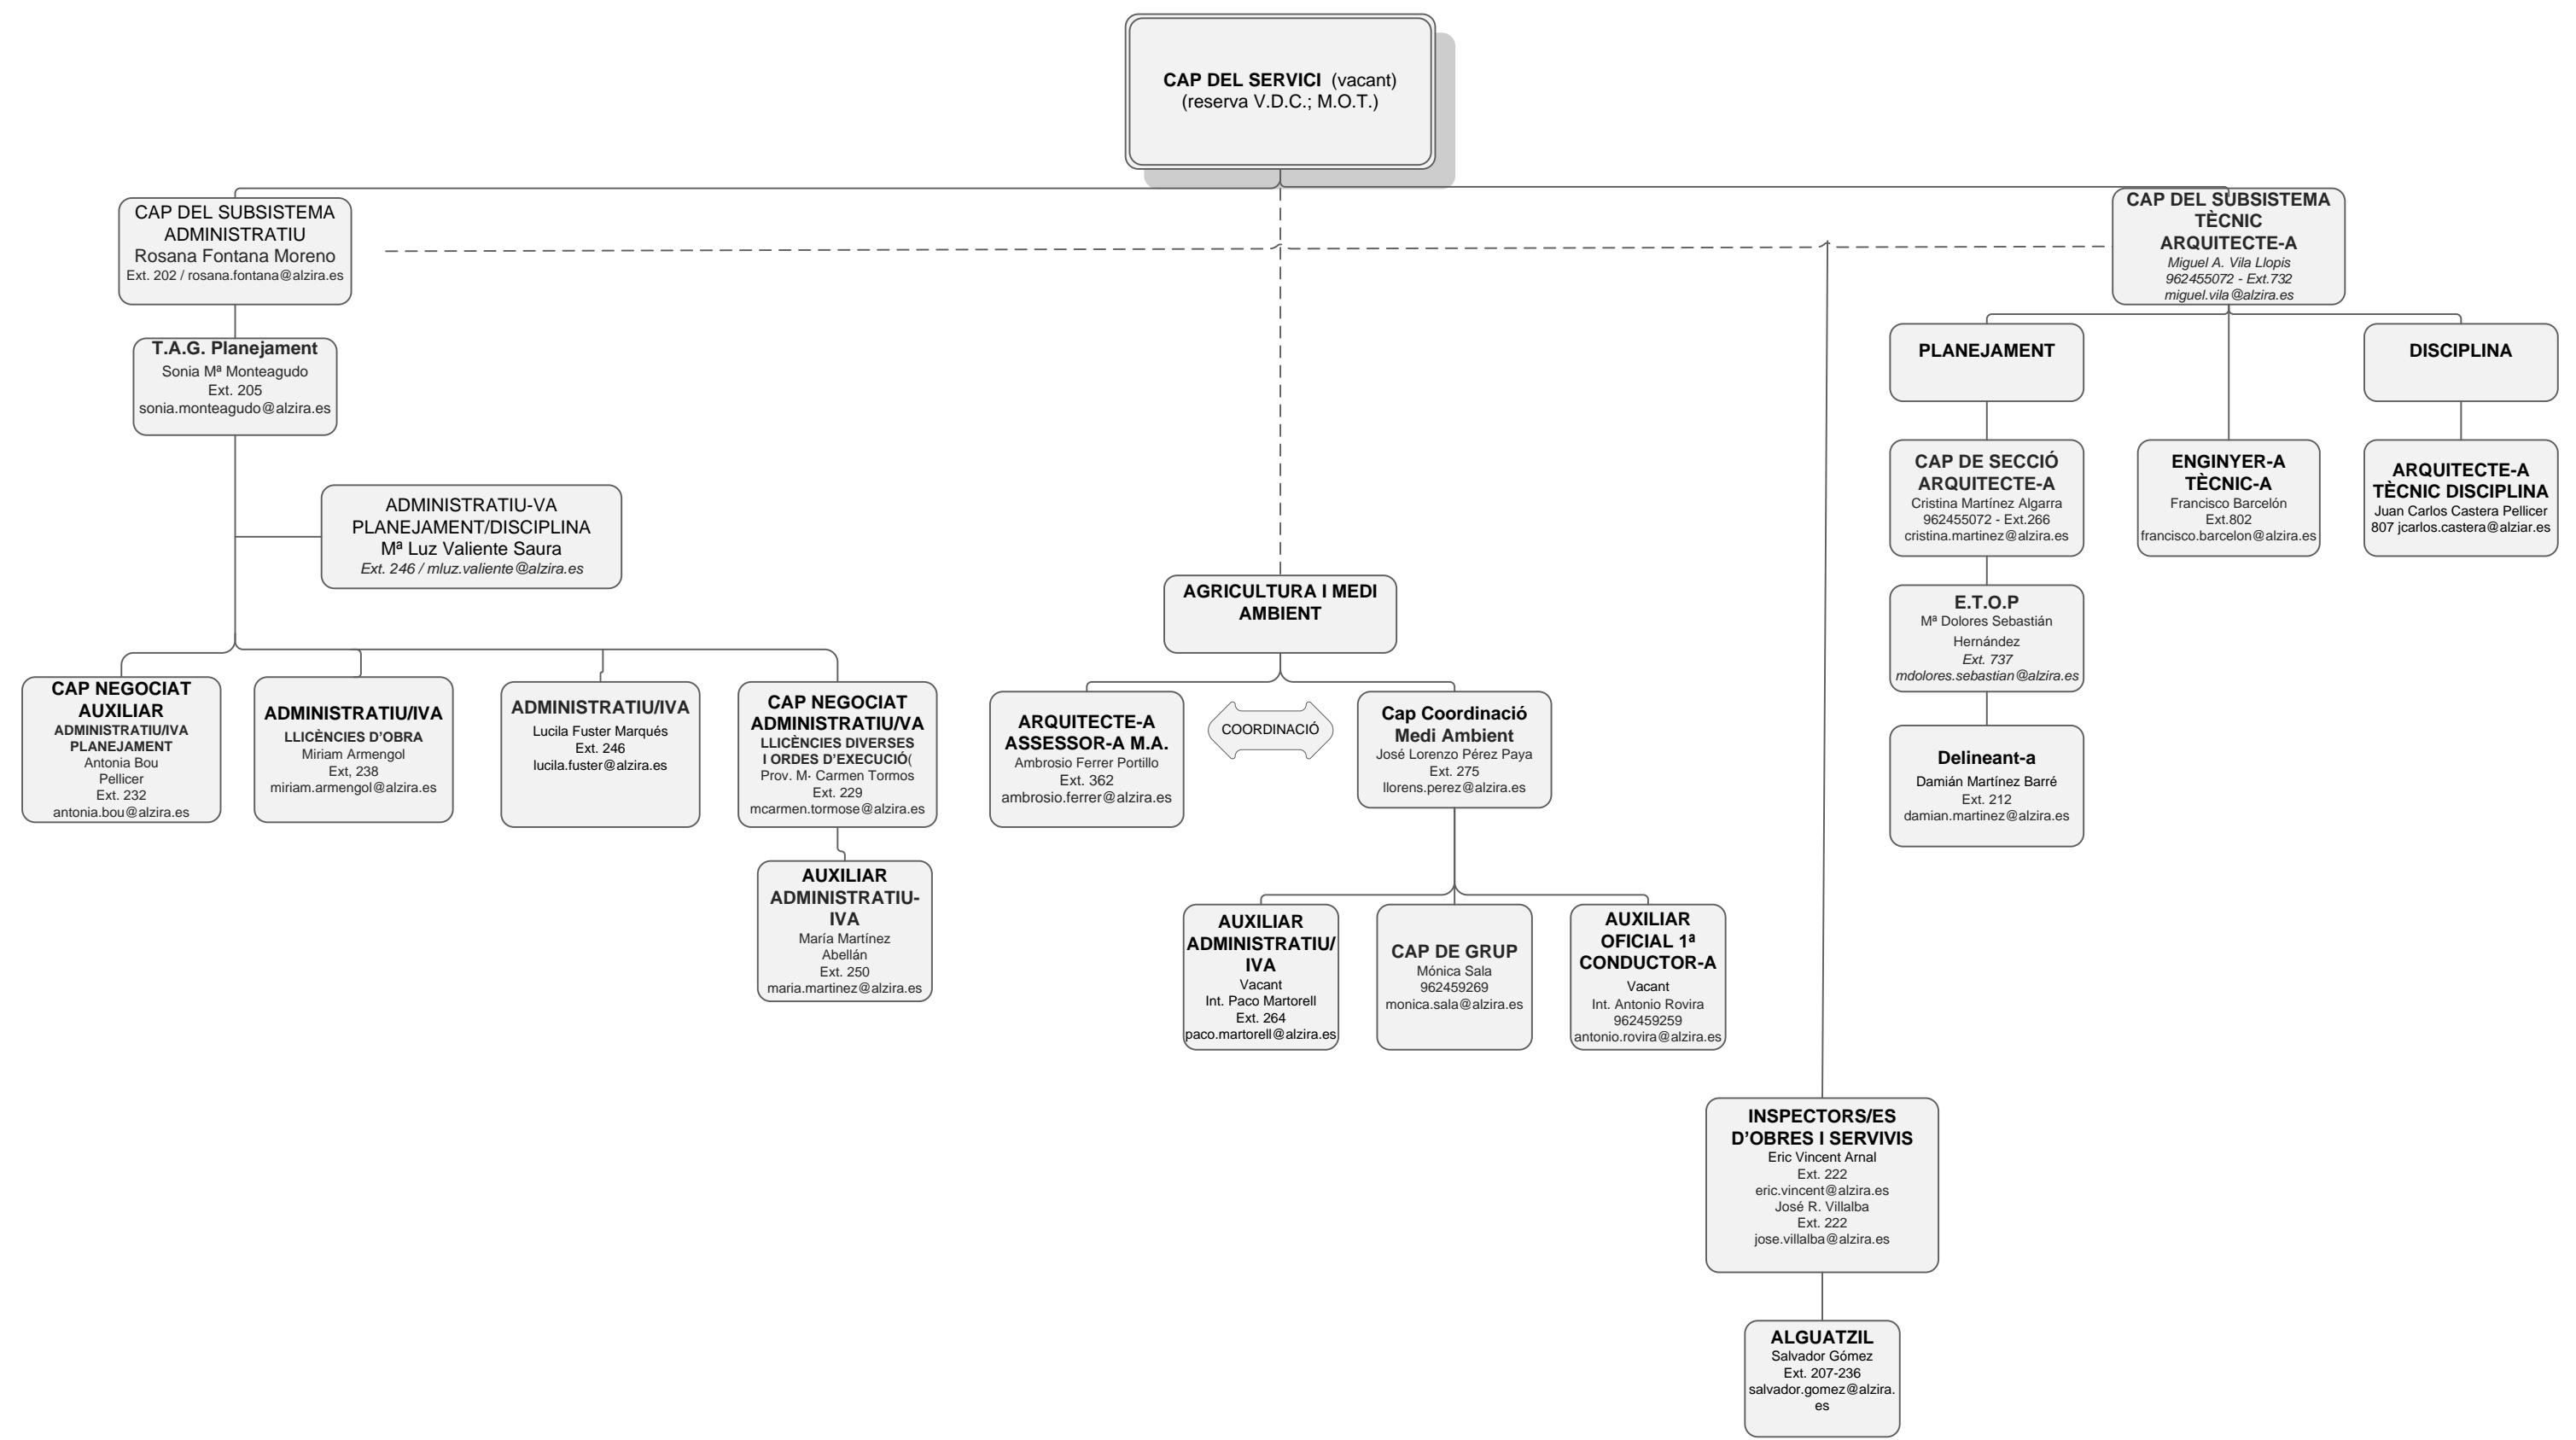 CAP DEL SERVICI (vacant)
(reserva V.D.C.; M.O.T.)
CAP DEL SUBSISTEMA
ADMINISTRATIU
Rosana Fontana Moreno
Ext. 202 / rosana.fontana@alzira.es
CAP DEL SUBSISTEMA
TÈCNIC
ARQUITECTE-A
Miguel A. Vila Llopis
962455072 - Ext.732
miguel.vila@alzira.es
T.A.G. Planejament
Sonia Mª Monteagudo
Ext. 205
sonia.monteagudo@alzira.es
PLANEJAMENT
DISCIPLINA
CAP DE SECCIÓ
ARQUITECTE-A
Cristina Martínez Algarra
962455072 - Ext.266
cristina.martinez@alzira.es
ENGINYER-A
TÈCNIC-A
Francisco Barcelón
Ext.802
francisco.barcelon@alzira.es
ARQUITECTE-A
TÈCNIC DISCIPLINA
Juan Carlos Castera Pellicer
807 jcarlos.castera@alziar.es
ADMINISTRATIU-VA
PLANEJAMENT/DISCIPLINA
Mª Luz Valiente Saura
Ext. 246 / mluz.valiente@alzira.es
AGRICULTURA I MEDI
AMBIENT
E.T.O.P
Mª Dolores Sebastián
Hernández
Ext. 737
mdolores.sebastian@alzira.es
CAP NEGOCIAT
AUXILIAR
ADMINISTRATIU/IVA
PLANEJAMENT
Antonia Bou
Pellicer
Ext. 232
antonia.bou@alzira.es
ADMINISTRATIU/IVA
LLICÈNCIES D’OBRA
Miriam Armengol
Ext, 238
miriam.armengol@alzira.es
ADMINISTRATIU/IVA
Lucila Fuster Marqués
Ext. 246
lucila.fuster@alzira.es
CAP NEGOCIAT
ADMINISTRATIU/VA
LLICÈNCIES DIVERSES
I ORDES D’EXECUCIÓ(
Prov. M· Carmen Tormos
Ext. 229
mcarmen.tormose@alzira.es
ARQUITECTE-A
ASSESSOR-A M.A.
Ambrosio Ferrer Portillo
Ext. 362
ambrosio.ferrer@alzira.es
COORDINACIÓ
Cap Coordinació
Medi Ambient
José Lorenzo Pérez Paya
Ext. 275
llorens.perez@alzira.es
Delineant-a
Damián Martínez Barré
Ext. 212
damian.martinez@alzira.es
AUXILIAR
ADMINISTRATIU-
IVA
María Martínez
Abellán
Ext. 250
maria.martinez@alzira.es
AUXILIAR
ADMINISTRATIU/
IVA
Vacant
Int. Paco Martorell
Ext. 264
paco.martorell@alzira.es
CAP DE GRUP
Mónica Sala
962459269
monica.sala@alzira.es
AUXILIAR
OFICIAL 1ª
CONDUCTOR-A
Vacant
Int. Antonio Rovira
962459259
antonio.rovira@alzira.es
INSPECTORS/ES
D’OBRES I SERVIVIS
Eric Vincent Arnal
Ext. 222
eric.vincent@alzira.es
José R. Villalba
Ext. 222
jose.villalba@alzira.es
ALGUATZIL
Salvador Gómez
Ext. 207-236
salvador.gomez@alzira.
es